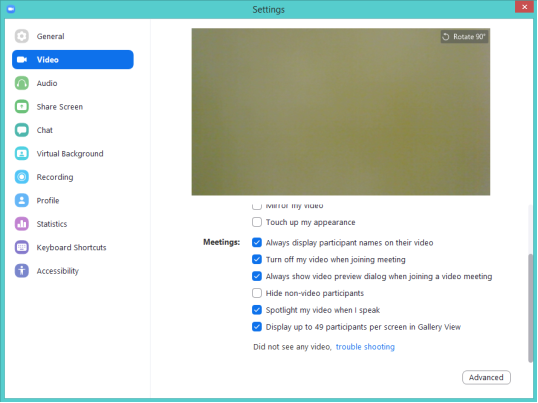 Settings
General
Rotate 90°
Video
Audio
Share Screen
Chat
Virtual Background
Recording
Profile
Mirror my video
Statistics
Touch up my appearance
Keyboard Shortcuts
Meetings: Always display participant names on their video
Accessibility
Turn off my video when joining meeting
Always show video preview dialog when joining a video meeting
Hide non-video participants
Spotlight my video when I speak
Display up to 49 participants per screen in Gallery View
Did not see any video, trouble shooting
Advanced